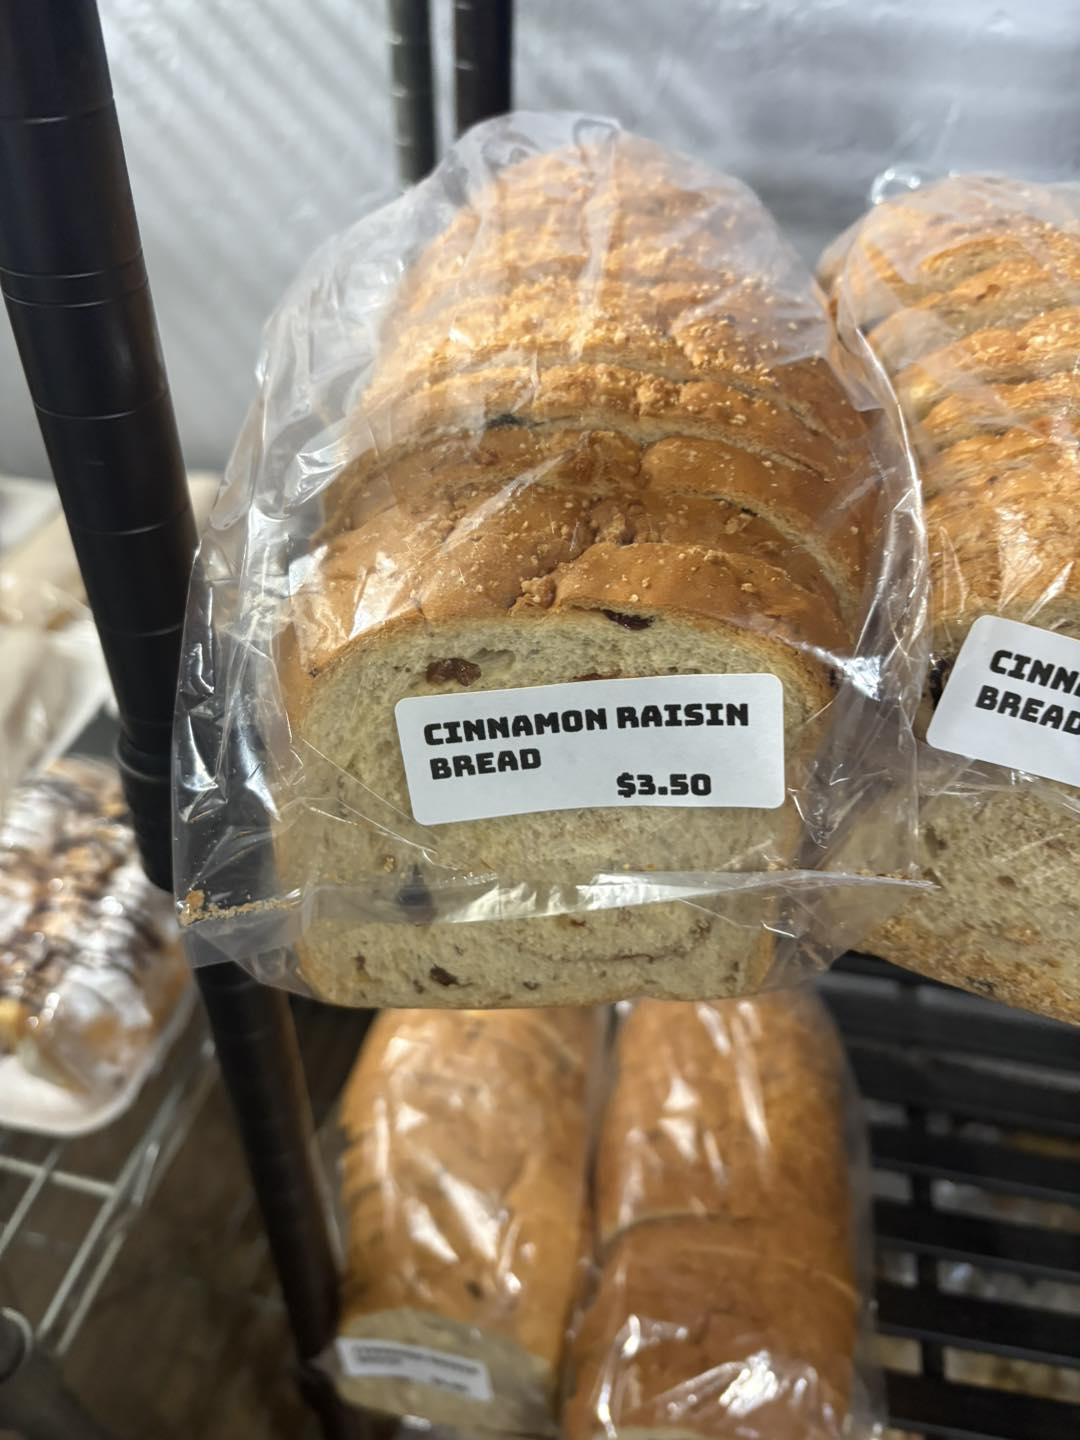 CINNAMON RAISIN
BREAD
$3.50
CINN
BREAD